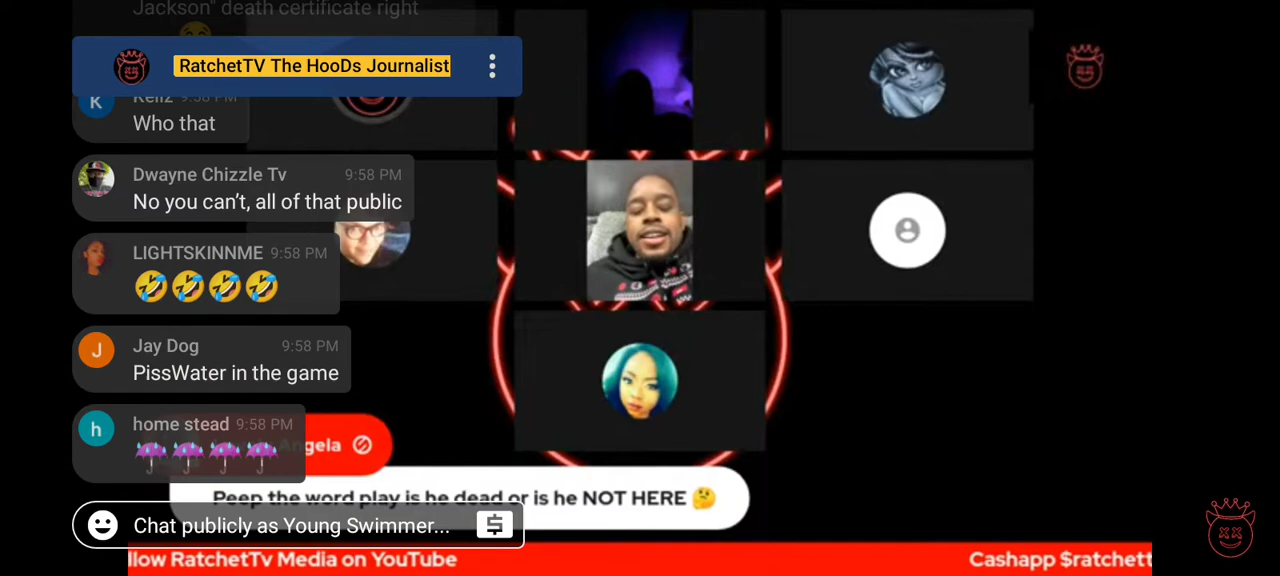 Jackson" death certificate right
RatchetTV The HooDs Journalist
K
Kellz 9:58 PM
Who that
Dwayne Chizzle Tv 9:58 PM
No you can't, all of that public
LIGHTSKINNME 9:58 PM
🤣🤣🤣🤣
J
Jay Dog 9:58 PM
PissWater in the game
h
home stead 9:58 PM
☔☔☔☔
Angela
Peep the word play is he dead or is he NOT HERE 🤔
Chat publicly as Young Swimmer...
llow RatchetTv Media on YouTube
Cashapp $ratchett